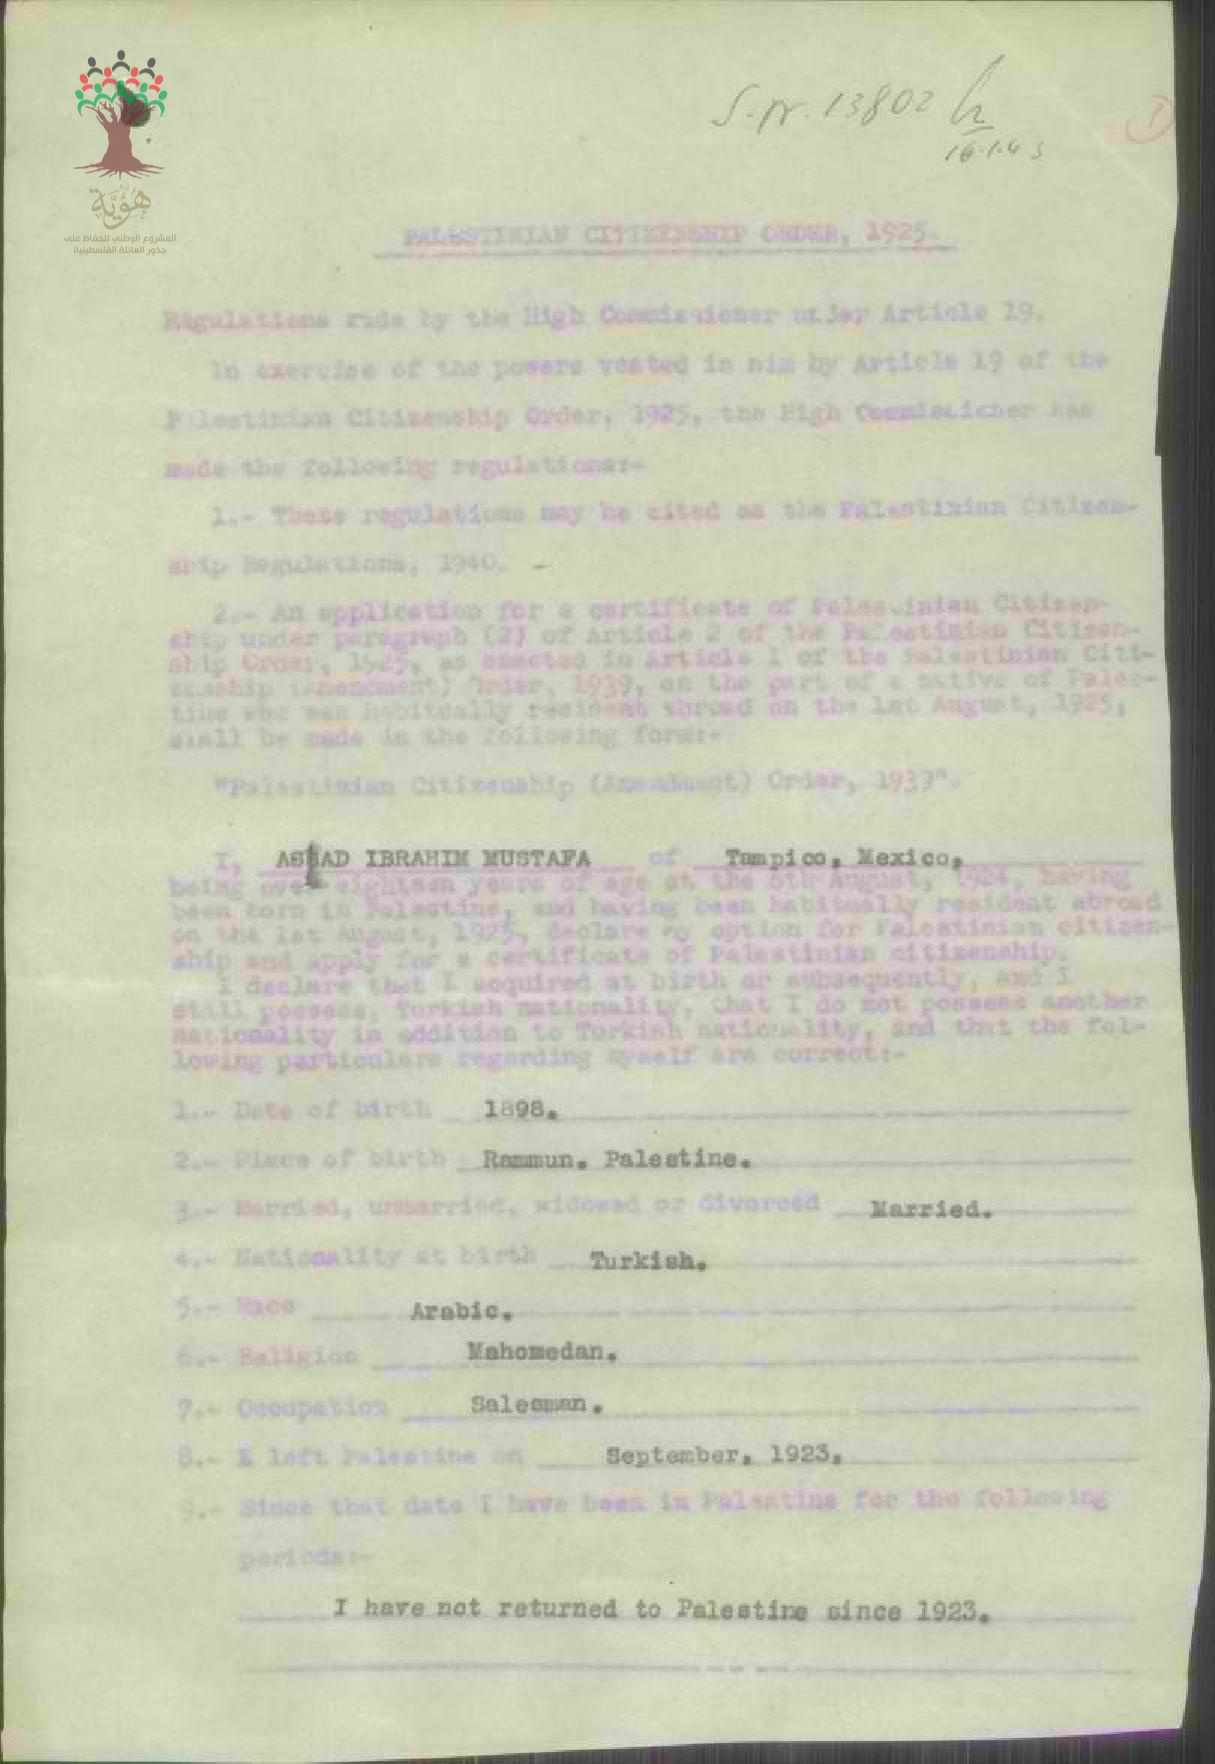 هُوِيَّة
المشروع الوطني للحفاظ على
جذور العائلة الفلسطينية
S.N. 13802
PALESTINIAN CITIZENSHIP ORDER, 1925.
Regulations made by the High Commissioner under Article 19.
In exercise of the powers vested in him by Article 19 of the
Palestinian Citizenship Order, 1925, the High Commissioner has
made the following regulations:-
1.- These regulations may be cited as the Palestinian Citizen-
ship Regulations, 1940. -
2.- An application for a certificate of Palestinian Citizen-
ship under paragraph (2) of Article 2 of the Palestinian Citizen-
ship Order, 1925, as enacted in Article 1 of the Palestinian Citi-
zenship (Amendment) Order, 1939, on the part of a native of Pales-
tine who was habitually resident abroad on the 1st August, 1925,
shall be made in the following form:-
"Palestinian Citizenship (Amendment) Order, 1939".
I, ASAD IBRAHIM MUSTAFA of Tampico, Mexico,
being over eighteen years of age at the 6th August, 1924, having
been born in Palestine, and having been habitually resident abroad
on the 1st August, 1925, declare my option for Palestinian citizen-
ship and apply for a certificate of Palestinian citizenship.
I declare that I acquired at birth or subsequently, and I
still possess, Turkish nationality, that I do not possess another
nationality in addition to Turkish nationality, and that the fol-
lowing particulars regarding myself are correct:-
1.- Date of birth 1898.
2.- Place of birth Rammun. Palestine.
3.- Married, unmarried, widowed or divorced Married.
4.- Nationality at birth Turkish.
5.- Race Arabic.
6.- Religion Mahomedan.
7.- Occupation Salesman.
8.- I left Palestine on September, 1923,
9.- Since that date I have been in Palestine for the following
periods:-
I have not returned to Palestine since 1923.